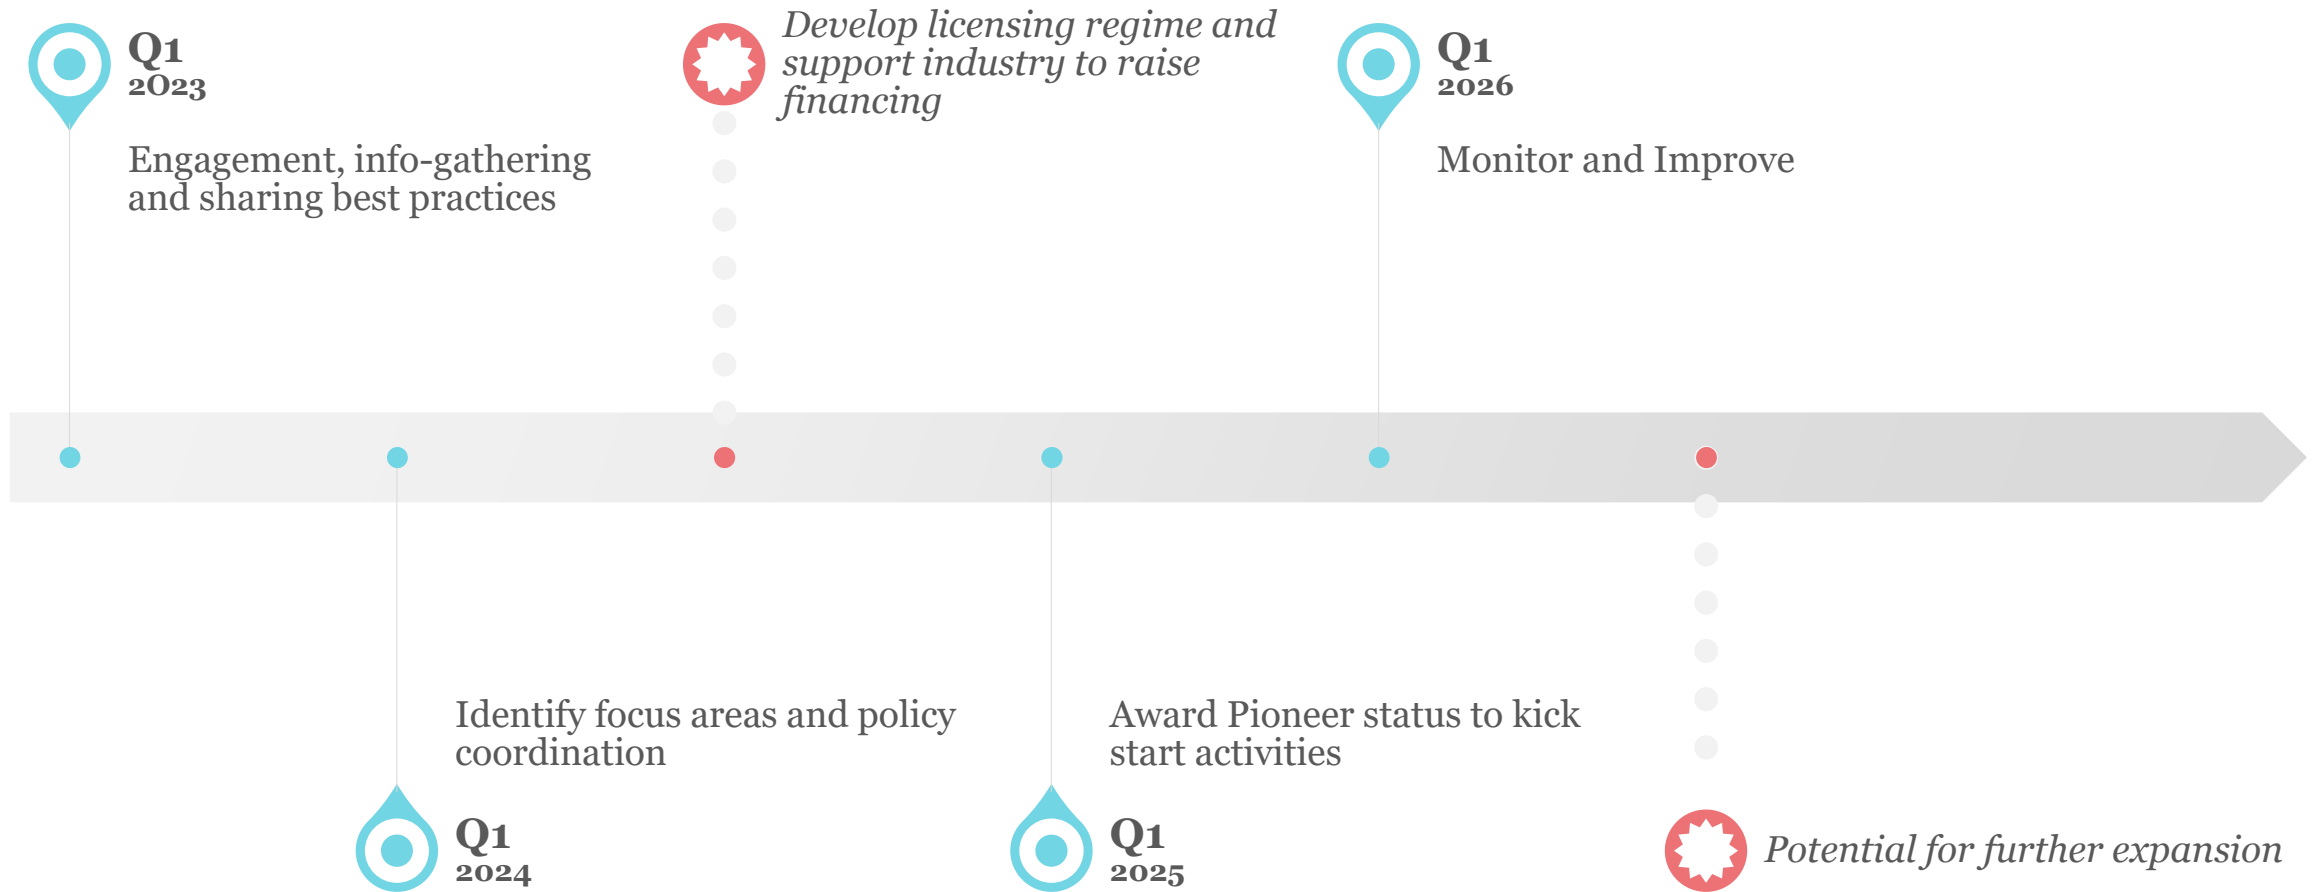 Q1
2023
Engagement, info-gathering
and sharing best practices
Develop licensing regime and
support industry to raise
financing
Q1
2026
Monitor and Improve
Identify focus areas and policy
coordination
Q1
2024
Award Pioneer status to kick
start activities
Q1
2025
Potential for further expansion